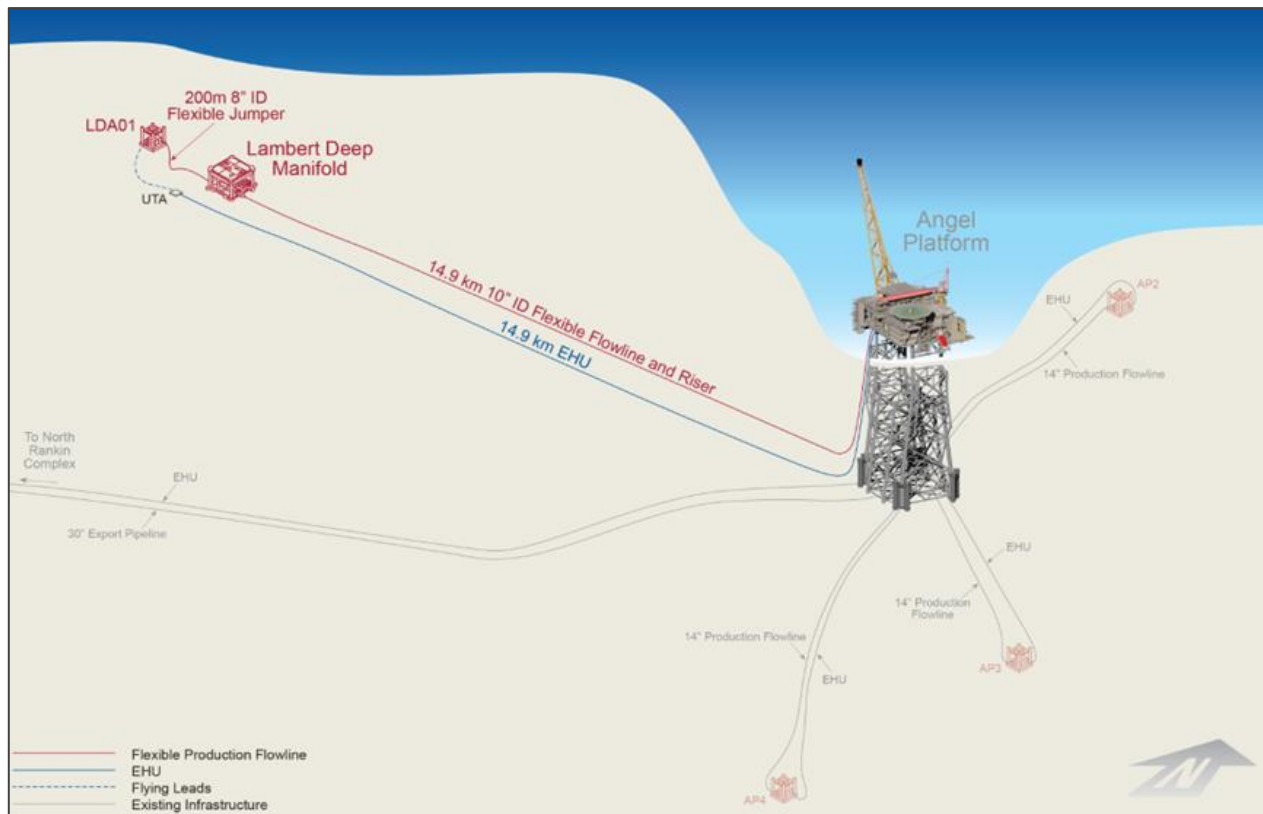 200m 8" ID
Flexible Jumper
LDA01
Lambert Deep
Manifold
UTA
Angel
Platform
14.9 km 10" ID Flexible Flowline and Riser
14.9 km EHU
AP2
EHU
14" Production Flowline
To North
Rankin
Complex
EHU
30" Export Pipeline
EHU
14" Production
Flowline
AP3
14" Production Flowline
EHU
AP4
Flexible Production Flowline
EHU
Flying Leads
Existing Infrastructure
N